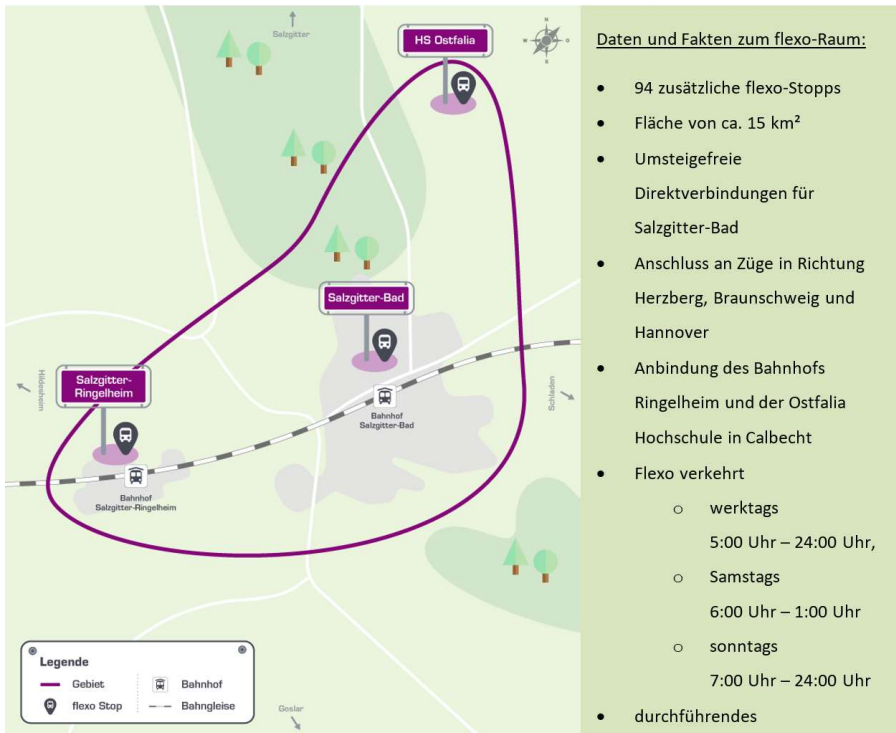 Salzgitter
HS Ostfalia
N
W
O
Salzgitter-Bad
Salzgitter-
Ringelheim
Hildesheim
Schladen
Bahnhof
Salzgitter-Bad
Bahnhof
Salzgitter-Ringelheim
Legende
Gebiet
Bahnhof
flexo Stop
Bahngleise
Goslar
Daten und Fakten zum flexo-Raum:
• 94 zusätzliche flexo-Stopps
• Fläche von ca. 15 km²
• Umsteigefreie
Direktverbindungen für
Salzgitter-Bad
• Anschluss an Züge in Richtung
Herzberg, Braunschweig und
Hannover
• Anbindung des Bahnhofs
Ringelheim und der Ostfalia
Hochschule in Calbecht
• Flexo verkehrt
o werktags
5:00 Uhr – 24:00 Uhr,
o Samstags
6:00 Uhr – 1:00 Uhr
o sonntags
7:00 Uhr – 24:00 Uhr
• durchführendes